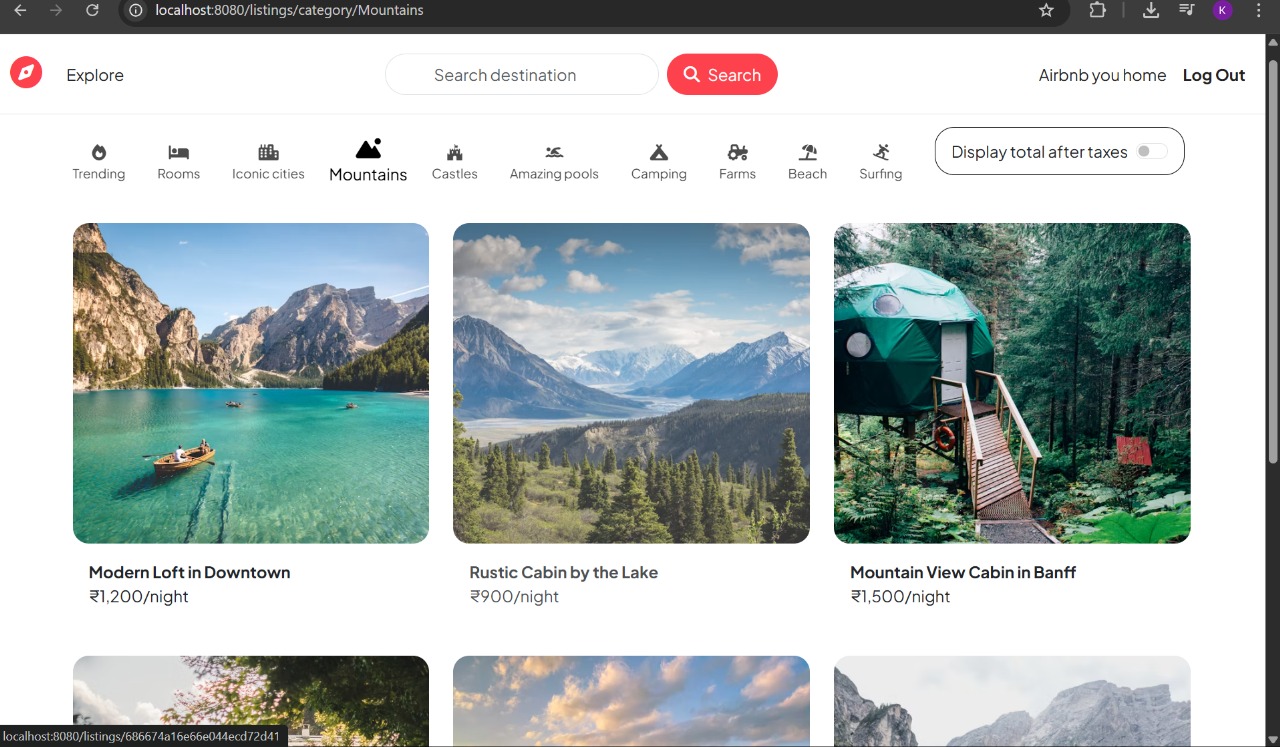 localhost:8080/listings/category/Mountains
K
Explore
Search destination
Search
Airbnb you home
Log Out
Trending
Rooms
Iconic cities
Mountains
Castles
Amazing pools
Camping
Farms
Beach
Surfing
Display total after taxes
Modern Loft in Downtown
₹1,200/night
Rustic Cabin by the Lake
₹900/night
Mountain View Cabin in Banff
₹1,500/night
localhost:8080/listings/686674a16e66e044ecd72d41